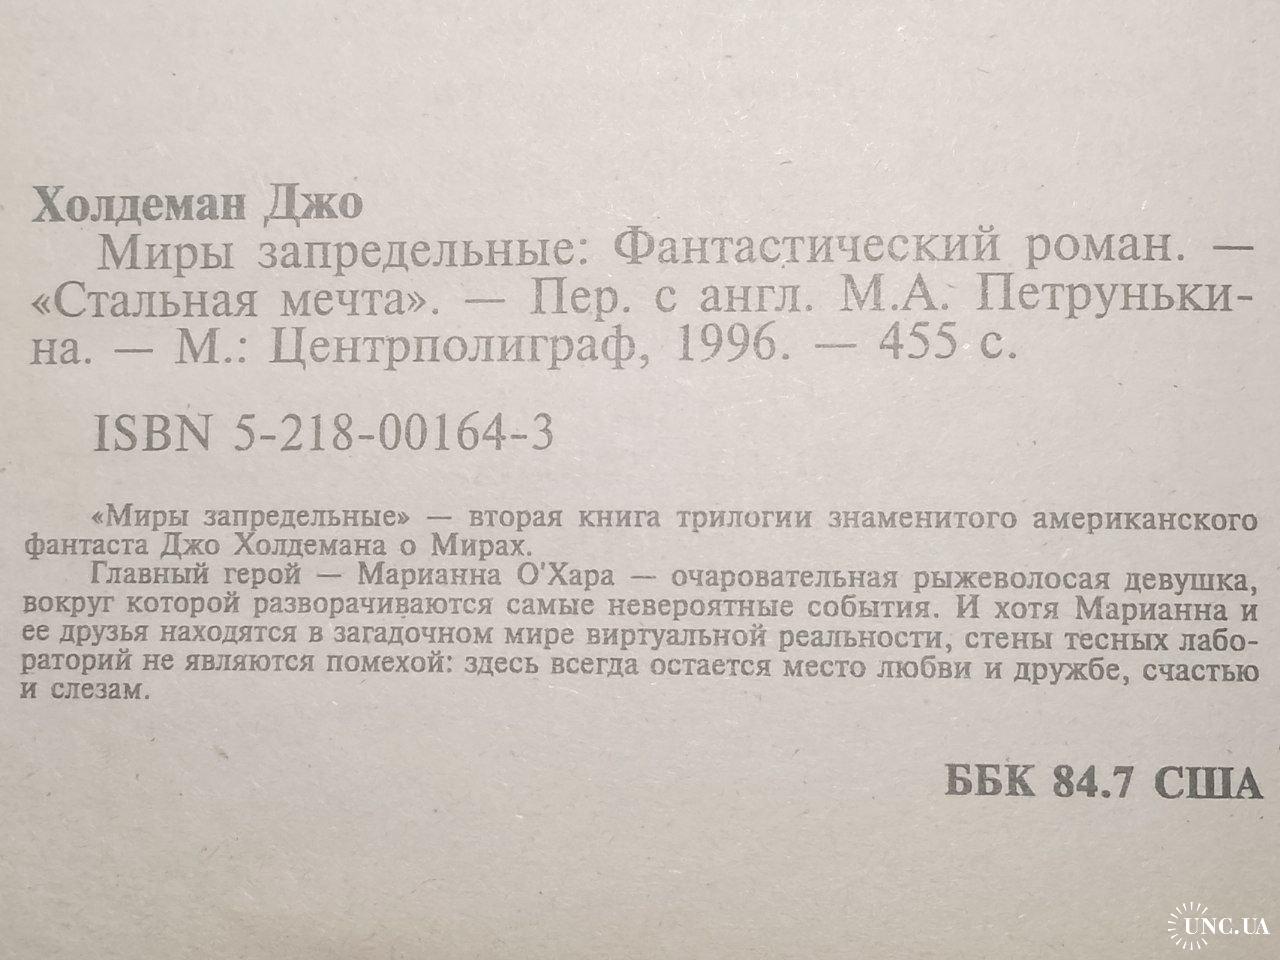 Холдеман Джо
Миры запредельные: Фантастический роман. —
«Стальная мечта». — Пер. с англ. М.А. Петрунькина. — М.: Центрполиграф, 1996. — 455 с.
ISBN 5-218-00164-3
«Миры запредельные» — вторая книга трилогии знаменитого американского
фантаста Джо Холдемана о Мирах.
Главный герой — Марианна О'Хара — очаровательная рыжеволосая девушка,
вокруг которой разворачиваются самые невероятные события. И хотя Марианна и
ее друзья находятся в загадочном мире виртуальной реальности, стены тесных лабо-
раторий не являются помехой: здесь всегда остается место любви и дружбе, счастью
и слезам.
ББК 84.7 США
UNC.UA